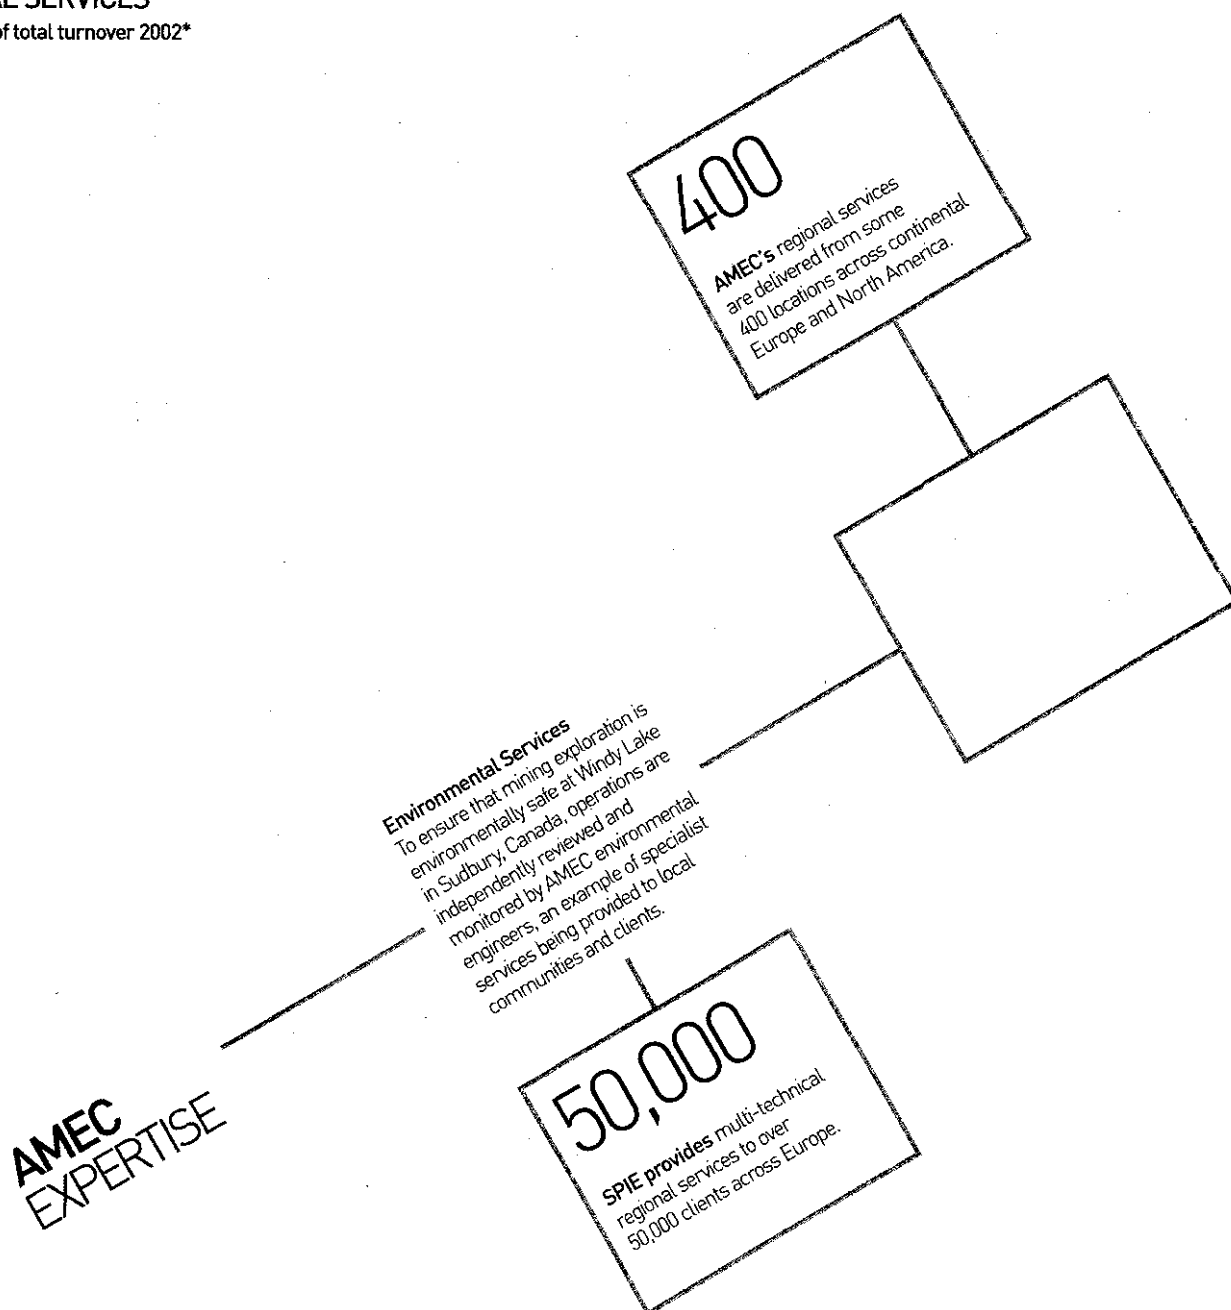 SERVICES
of total turnover 2002*
400
AMEC's regional services
are delivered from some
400 locations across continental
Europe and North America.
Environmental Services
To ensure that mining exploration is
environmentally safe at Windy Lake
in Sudbury, Canada, operations are
independently reviewed and
monitored by AMEC environmental
engineers, an example of specialist
services being provided to local
communities and clients.
50,000
SPIE provides multi-technical
regional services to over
50,000 clients across Europe.
AMEC
EXPERTISE